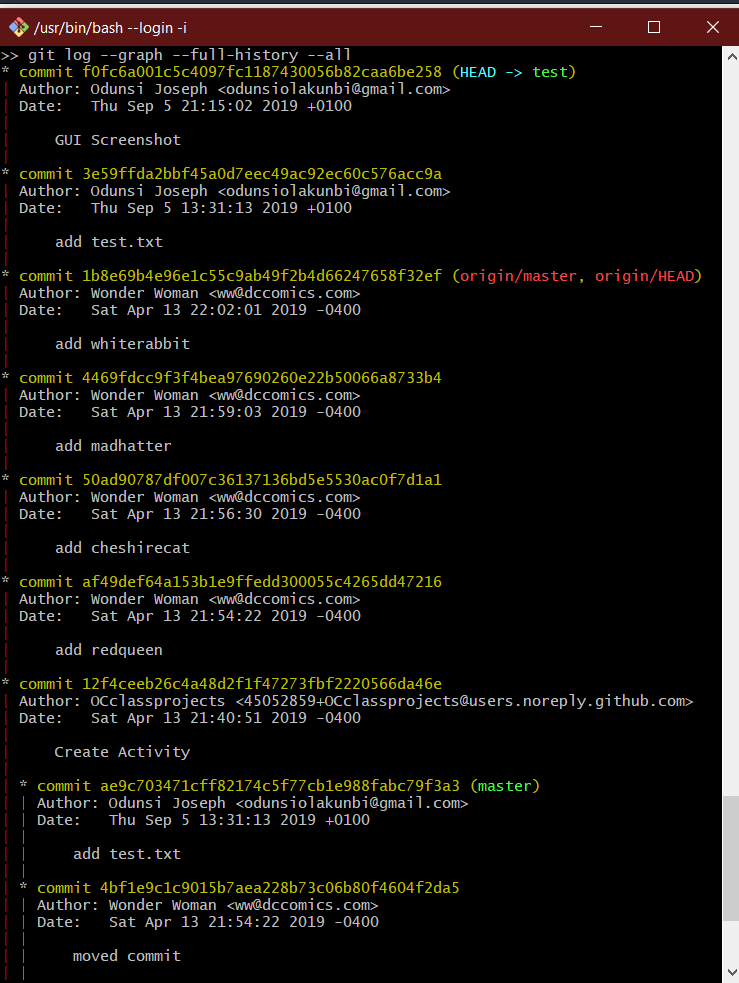 /usr/bin/bash --login -i
>> git log --graph --full-history --all
* commit f0fc6a001c5c4097fc1187430056b82caa6be258 (HEAD -> test)
| Author: Odunsi Joseph <odunsiolakunbi@gmail.com>
| Date:   Thu Sep 5 21:15:02 2019 +0100
|
|     GUI Screenshot
|
* commit 3e59ffda2bbf45a0d7eec49ac92ec60c576acc9a
| Author: Odunsi Joseph <odunsiolakunbi@gmail.com>
| Date:   Thu Sep 5 13:31:13 2019 +0100
|
|     add test.txt
|
* commit 1b8e69b4e96e1c55c9ab49f2b4d66247658f32ef (origin/master, origin/HEAD)
| Author: Wonder Woman <ww@dccomics.com>
| Date:   Sat Apr 13 22:02:01 2019 -0400
|
|     add whiterabbit
|
* commit 4469fdcc9f3f4bea97690260e22b50066a8733b4
| Author: Wonder Woman <ww@dccomics.com>
| Date:   Sat Apr 13 21:59:03 2019 -0400
|
|     add madhatter
|
* commit 50ad90787df007c36137136bd5e5530ac0f7d1a1
| Author: Wonder Woman <ww@dccomics.com>
| Date:   Sat Apr 13 21:56:30 2019 -0400
|
|     add cheshirecat
|
* commit af49def64a153b1e9ffedd300055c4265dd47216
| Author: Wonder Woman <ww@dccomics.com>
| Date:   Sat Apr 13 21:54:22 2019 -0400
|
|     add redqueen
|
* commit 12f4ceeb26c4a48d2f1f47273fbf2220566da46e
| Author: OCclassprojects <45052859+OCclassprojects@users.noreply.github.com>
| Date:   Sat Apr 13 21:40:51 2019 -0400
|
|     Create Activity
|
| * commit ae9c703471cff82174c5f77cb1e988fabc79f3a3 (master)
| | Author: Odunsi Joseph <odunsiolakunbi@gmail.com>
| | Date:   Thu Sep 5 13:31:13 2019 +0100
| |
| |     add test.txt
| |
| * commit 4bf1e9c1c9015b7aea228b73c06b80f4604f2da5
| | Author: Wonder Woman <ww@dccomics.com>
| | Date:   Sat Apr 13 21:54:22 2019 -0400
| |
| |     moved commit
| |